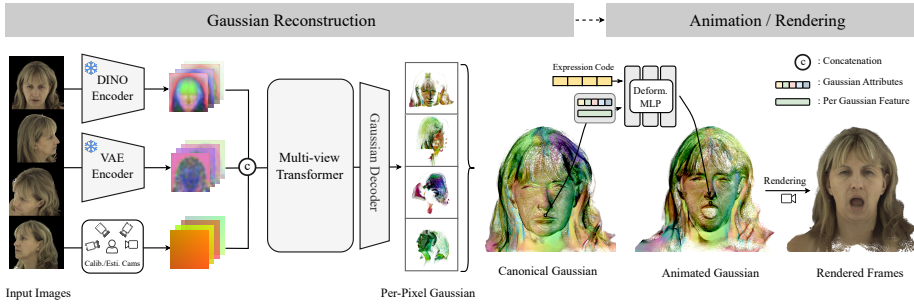 Gaussian Reconstruction
Animation / Rendering
DINO
Encoder
VAE
Encoder
Calib./Esti. Cams
Input Images
c
Multi-view
Transformer
Gaussian Decoder
Per-Pixel Gaussian
Expression Code
Deform.
MLP
c : Concatenation
: Gaussian Attributes
: Per Gaussian Feature
Rendering
Canonical Gaussian
Animated Gaussian
Rendered Frames